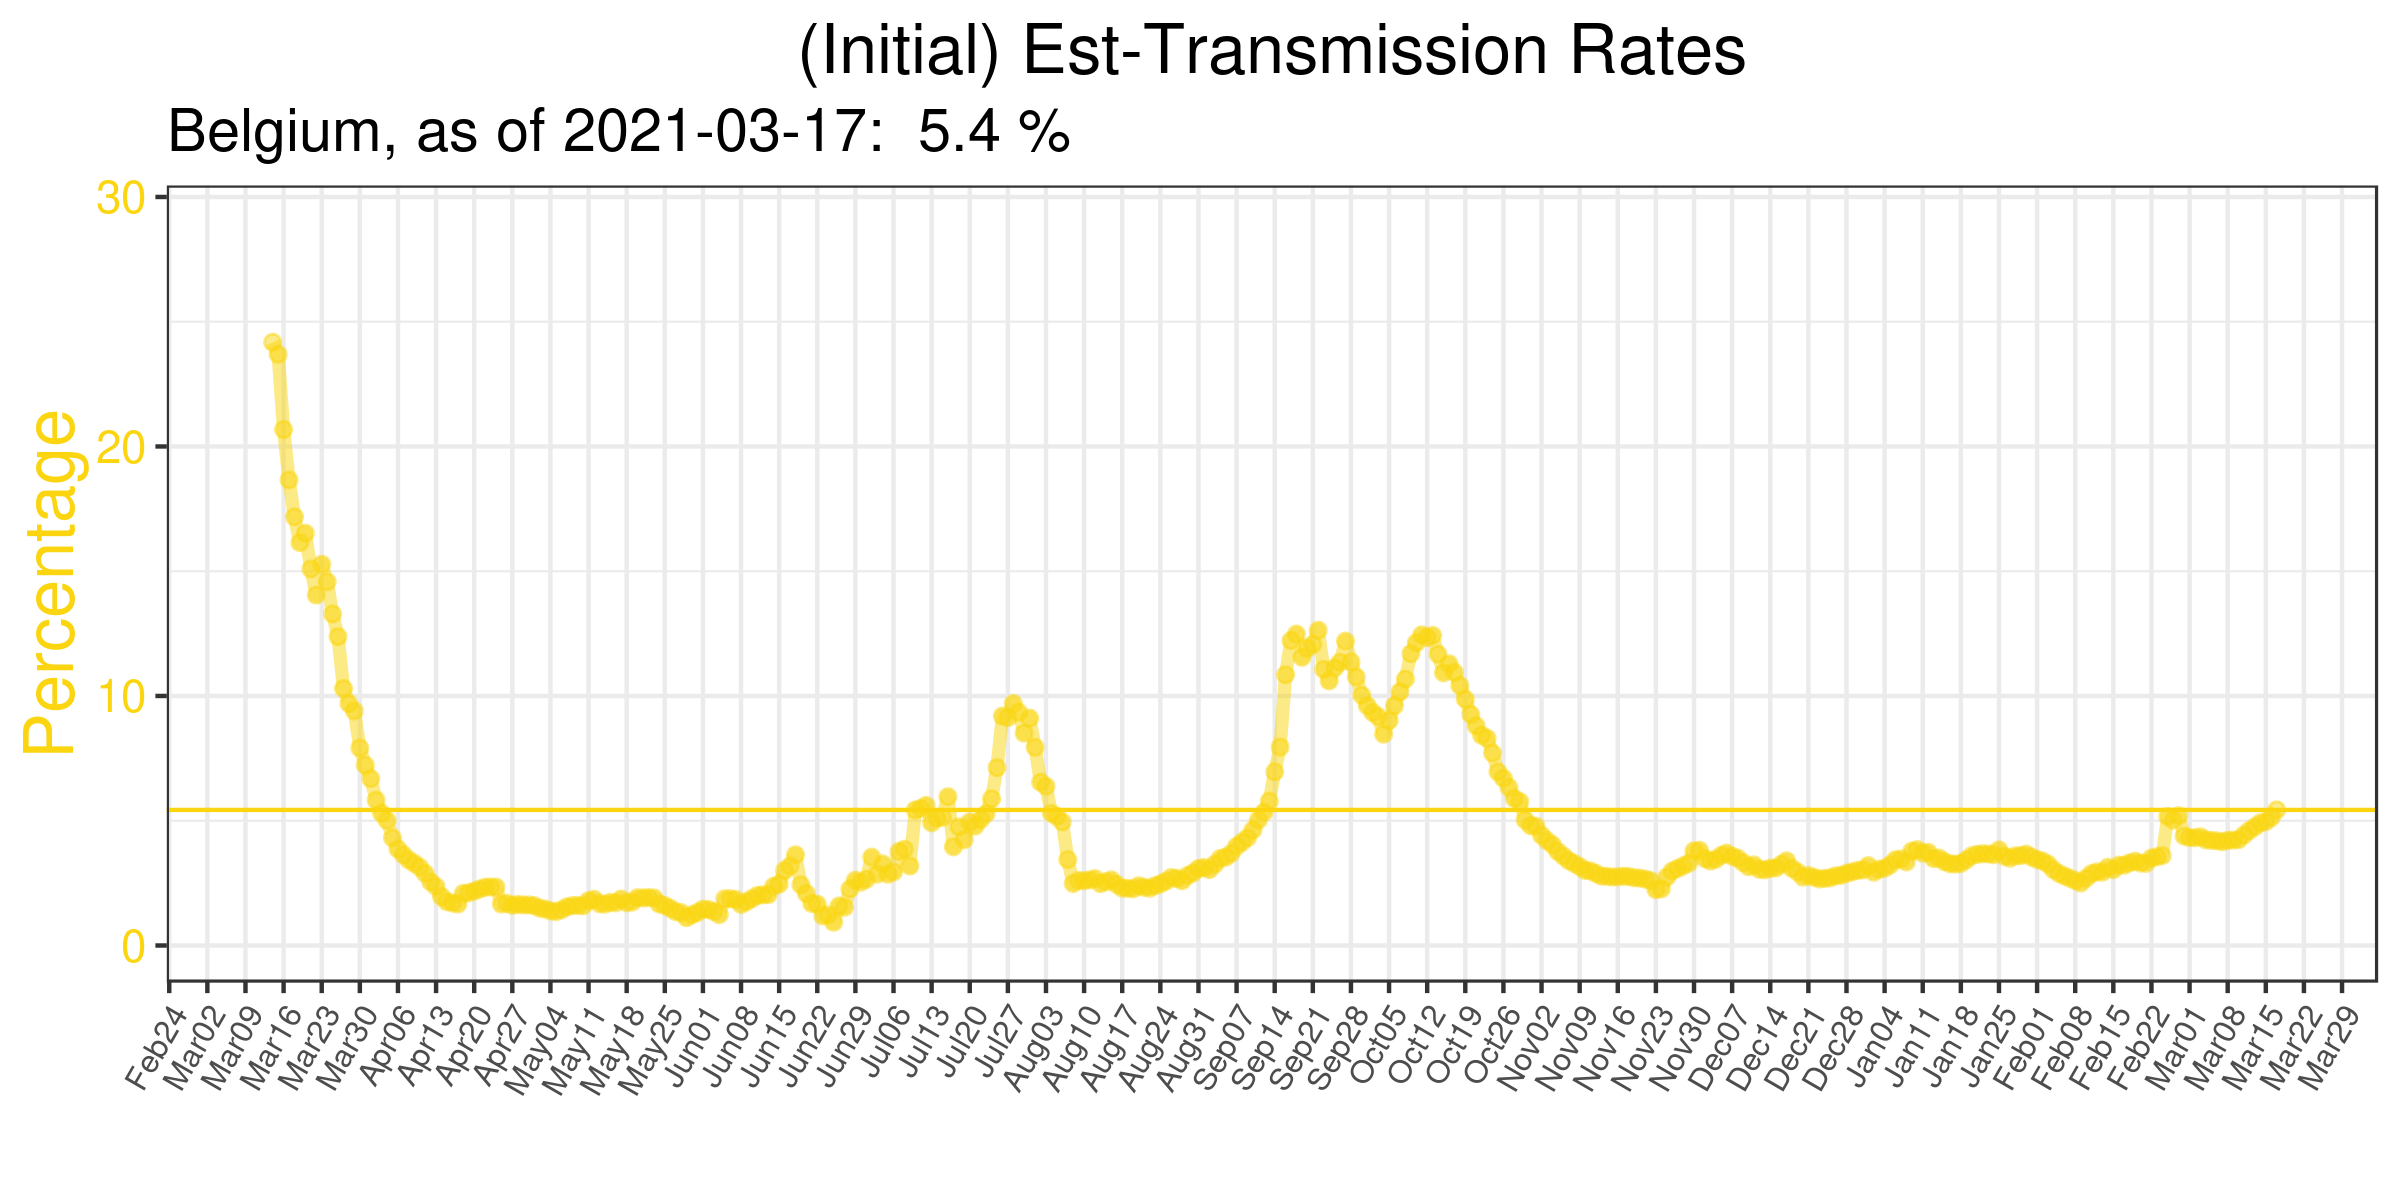 (Initial) Est-Transmission Rates
Belgium, as of 2021-03-17:  5.4 %
Percentage
30
20
10
0
Feb24
Mar02
Mar09
Mar16
Mar23
Mar30
Apr06
Apr13
Apr20
Apr27
May04
May11
May18
May25
Jun01
Jun08
Jun15
Jun22
Jun29
Jul06
Jul13
Jul20
Jul27
Aug03
Aug10
Aug17
Aug24
Aug31
Sep07
Sep14
Sep21
Sep28
Oct05
Oct12
Oct19
Oct26
Nov02
Nov09
Nov16
Nov23
Nov30
Dec07
Dec14
Dec21
Dec28
Jan04
Jan11
Jan18
Jan25
Feb01
Feb08
Feb15
Feb22
Mar01
Mar08
Mar15
Mar22
Mar29